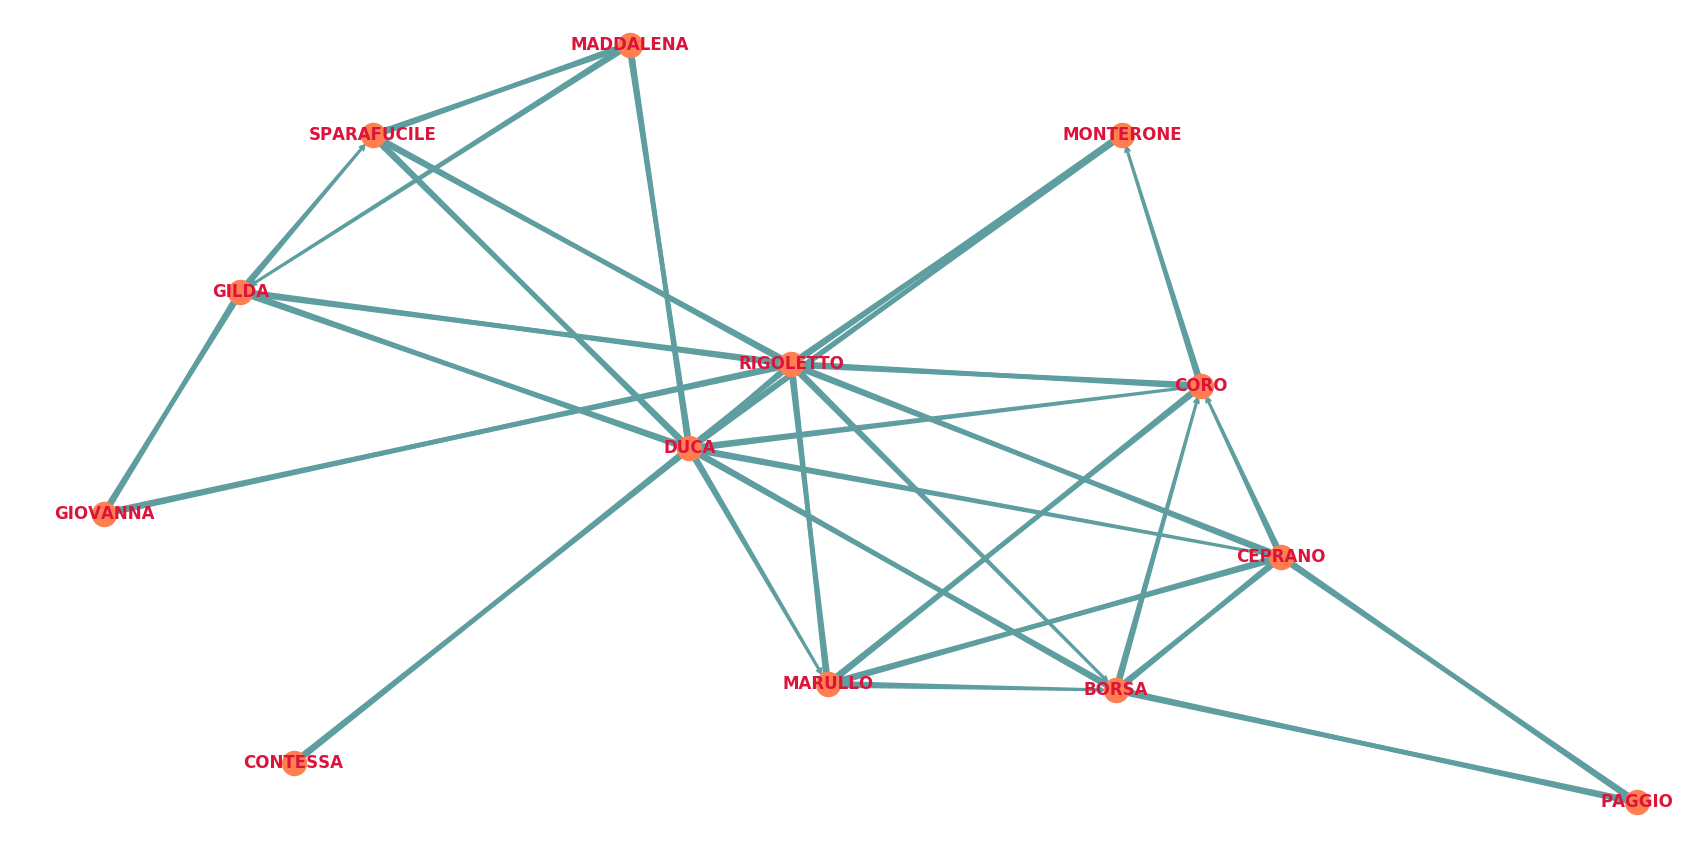 MADDALENA
SPARAFUCILE
MONTERONE
GILDA
RIGOLETTO
CORO
DUCA
GIOVANNA
CEPRANO
MARULLO
BORSA
CONTESSA
PAGGIO